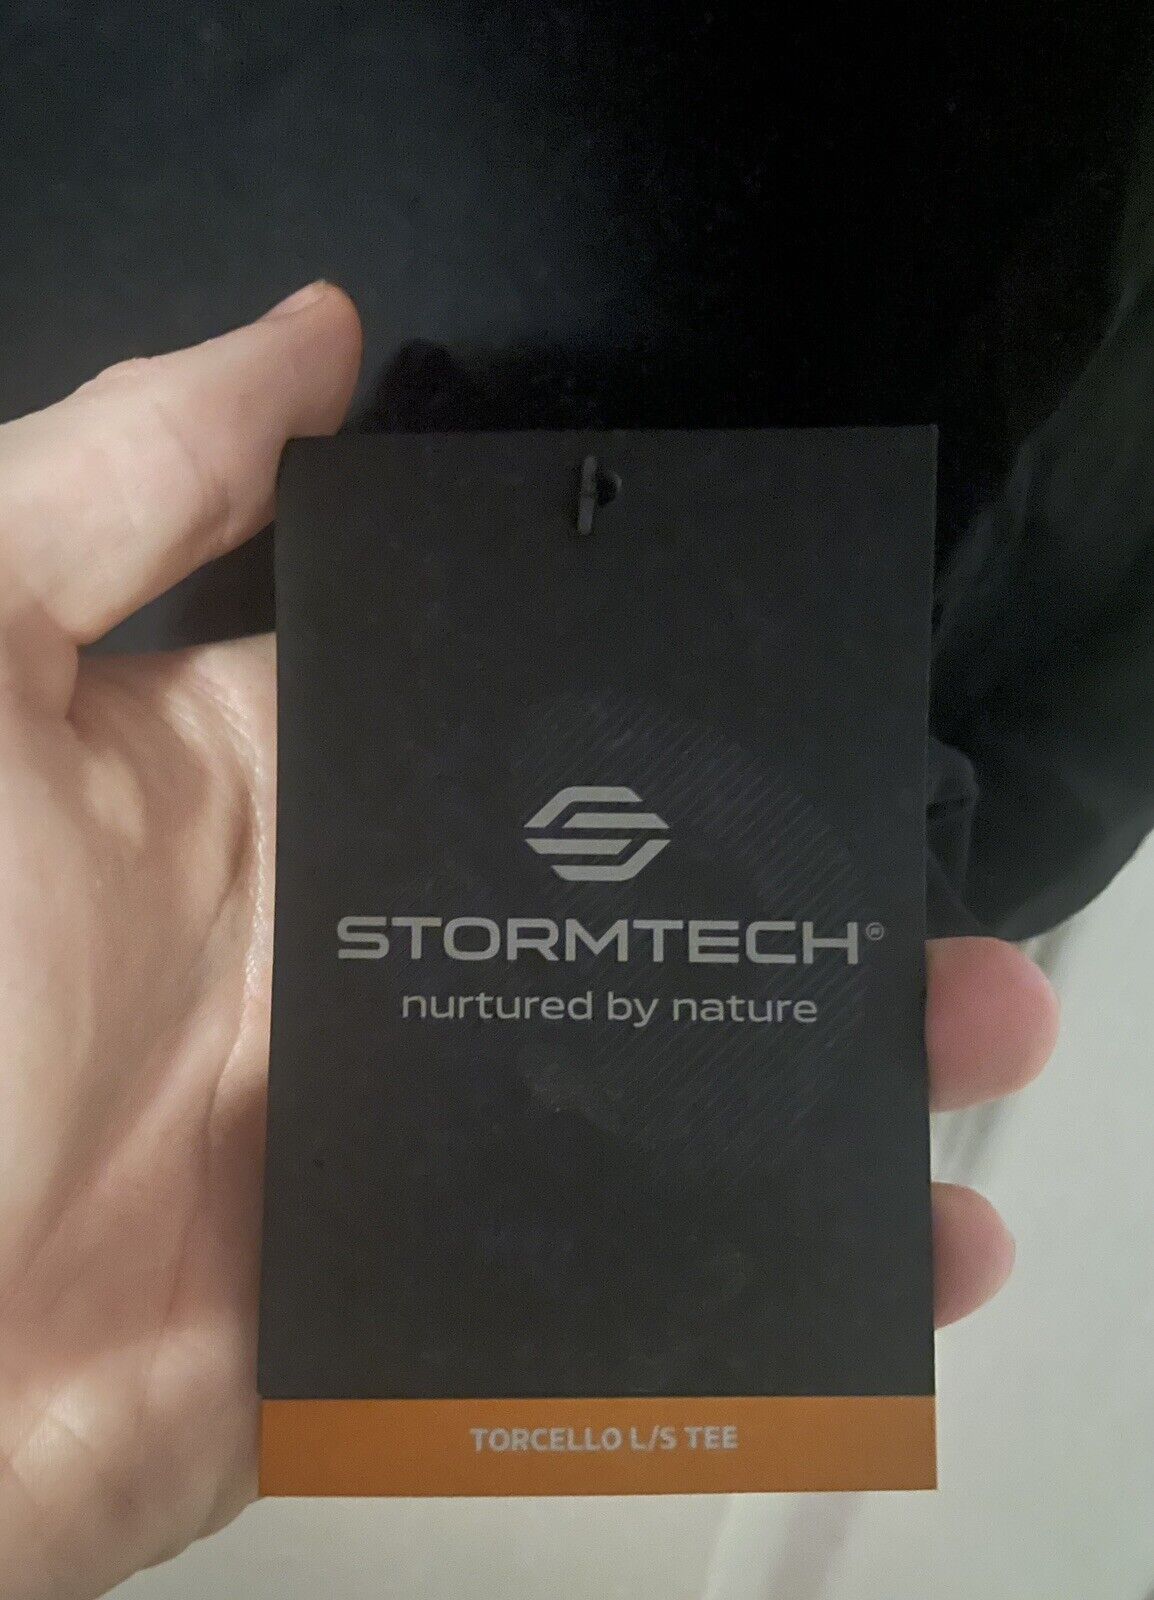 STORMTECH®
nurtured by nature
TORCELLO L/S TEE